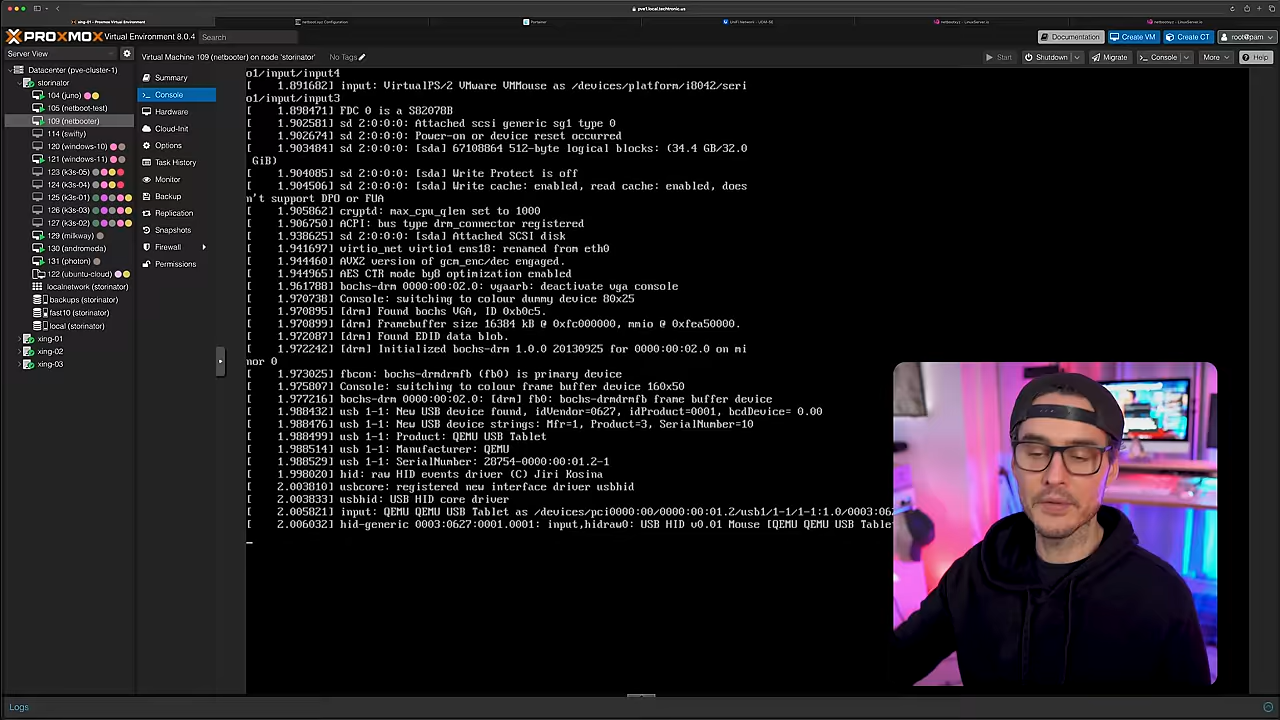 pve1.local.techtronic.us
xing-01 - Proxmox Virtual Environment
netboot.xyz Configuration
Portainer
UniFi Network - UDM-SE
netbootxyz - LinuxServer.io
netbootxyz - LinuxServer.io
PROXMOX Virtual Environment 8.0.4 Search
Documentation Create VM Create CT root@pam
Server View
Virtual Machine 109 (netbooter) on node 'storinator' No Tags
Start Shutdown Migrate Console More Help
Datacenter (pve-cluster-1)
storinator
104 (juno)
105 (netboot-test)
109 (netbooter)
114 (swifty)
120 (windows-10)
121 (windows-11)
123 (k3s-05)
124 (k3s-04)
125 (k3s-01)
126 (k3s-03)
127 (k3s-02)
129 (milkway)
130 (andromeda)
131 (photon)
122 (ubuntu-cloud)
localnetwork (storinator)
backups (storinator)
fast10 (storinator)
local (storinator)
xing-01
xing-02
xing-03
Summary
Console
Hardware
Cloud-Init
Options
Task History
Monitor
Backup
Replication
Snapshots
Firewall
Permissions
o1/input/input4
[ 1.891682] input: VirtualPS/2 VMware VMMouse as /devices/platform/i8042/seri
o1/input/input3
[ 1.898471] FDC 0 is a S82078B
[ 1.902581] scsi 2:0:0:0: Attached scsi generic sg1 type 0
[ 1.902674] sd 2:0:0:0: Power-on or device reset occurred
[ 1.903484] sd 2:0:0:0: [sda] 67108864 512-byte logical blocks: (34.4 GB/32.0
GiB)
[ 1.904085] sd 2:0:0:0: [sda] Write Protect is off
[ 1.904506] sd 2:0:0:0: [sda] Write cache: enabled, read cache: enabled, does
n't support DPO or FUA
[ 1.905862] cryptd: max_cpu_qlen set to 1000
[ 1.906750] ACPI: bus type drm_connector registered
[ 1.938625] sd 2:0:0:0: [sda] Attached SCSI disk
[ 1.941697] virtio_net virtio1 ens18: renamed from eth0
[ 1.944460] AVX2 version of gcm_enc/dec engaged.
[ 1.944965] AES CTR mode by8 optimization enabled
[ 1.961788] bochs-drm 0000:00:02.0: vgaarb: deactivate vga console
[ 1.970738] Console: switching to colour dummy device 80x25
[ 1.970895] [drm] Found bochs VGA, ID 0xb0c5.
[ 1.970899] [drm] Framebuffer size 16384 kB @ 0xfc000000, mmio @ 0xfea50000.
[ 1.972087] [drm] Found EDID data blob.
[ 1.972242] [drm] Initialized bochs-drm 1.0.0 20130925 for 0000:00:02.0 on mi
nor 0
[ 1.973025] fbcon: bochs-drmdrmfb (fb0) is primary device
[ 1.975807] Console: switching to colour frame buffer device 160x50
[ 1.977216] bochs-drm 0000:00:02.0: [drm] fb0: bochs-drmdrmfb frame buffer device
[ 1.988432] usb 1-1: New USB device found, idVendor=0627, idProduct=0001, bcdDevice= 0.00
[ 1.988476] usb 1-1: New USB device strings: Mfr=1, Product=3, SerialNumber=10
[ 1.988499] usb 1-1: Product: QEMU USB Tablet
[ 1.988514] usb 1-1: Manufacturer: QEMU
[ 1.988529] usb 1-1: SerialNumber: 28754-0000:00:01.2-1
[ 1.998020] hid: raw HID events driver (C) Jiri Kosina
[ 2.003810] usbcore: registered new interface driver usbhid
[ 2.003833] usbhid: USB HID core driver
[ 2.005821] input: QEMU QEMU USB Tablet as /devices/pci0000:00/0000:00:01.2/usb1/1-1/1-1:1.0/0003:06
[ 2.006032] hid-generic 0003:0627:0001.0001: input,hidraw0: USB HID v0.01 Mouse [QEMU QEMU USB Table
Logs